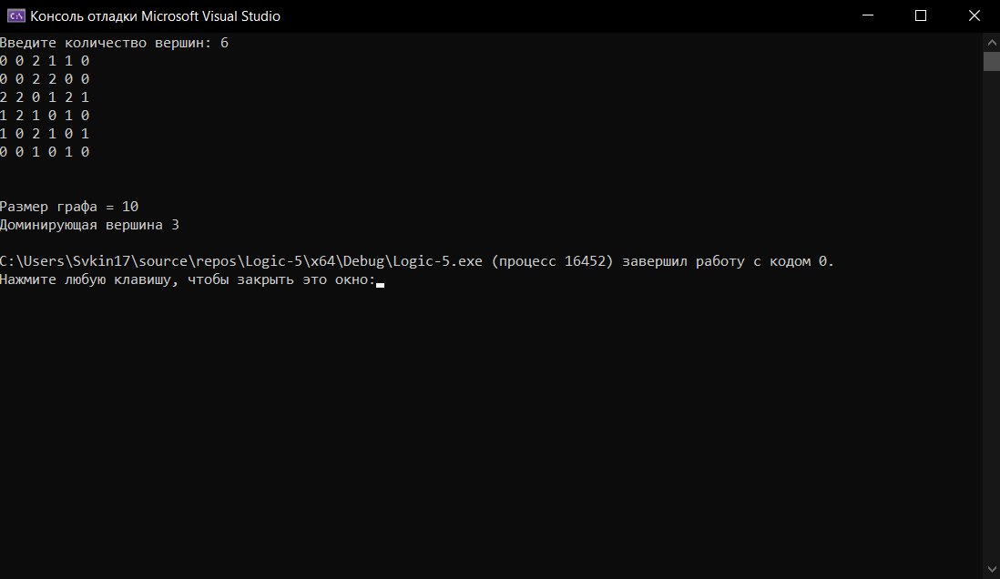 Консоль отладки Microsoft Visual Studio
Введите количество вершин: 6
0 0 2 1 1 0
0 0 2 2 0 0
2 2 0 1 2 1
1 2 1 0 1 0
1 0 2 1 0 1
0 0 1 0 1 0
Размер графа = 10
Доминирующая вершина 3
C:\Users\Svkin17\source\repos\Logic-5\x64\Debug\Logic-5.exe (процесс 16452) завершил работу с кодом 0.
Нажмите любую клавишу, чтобы закрыть это окно: